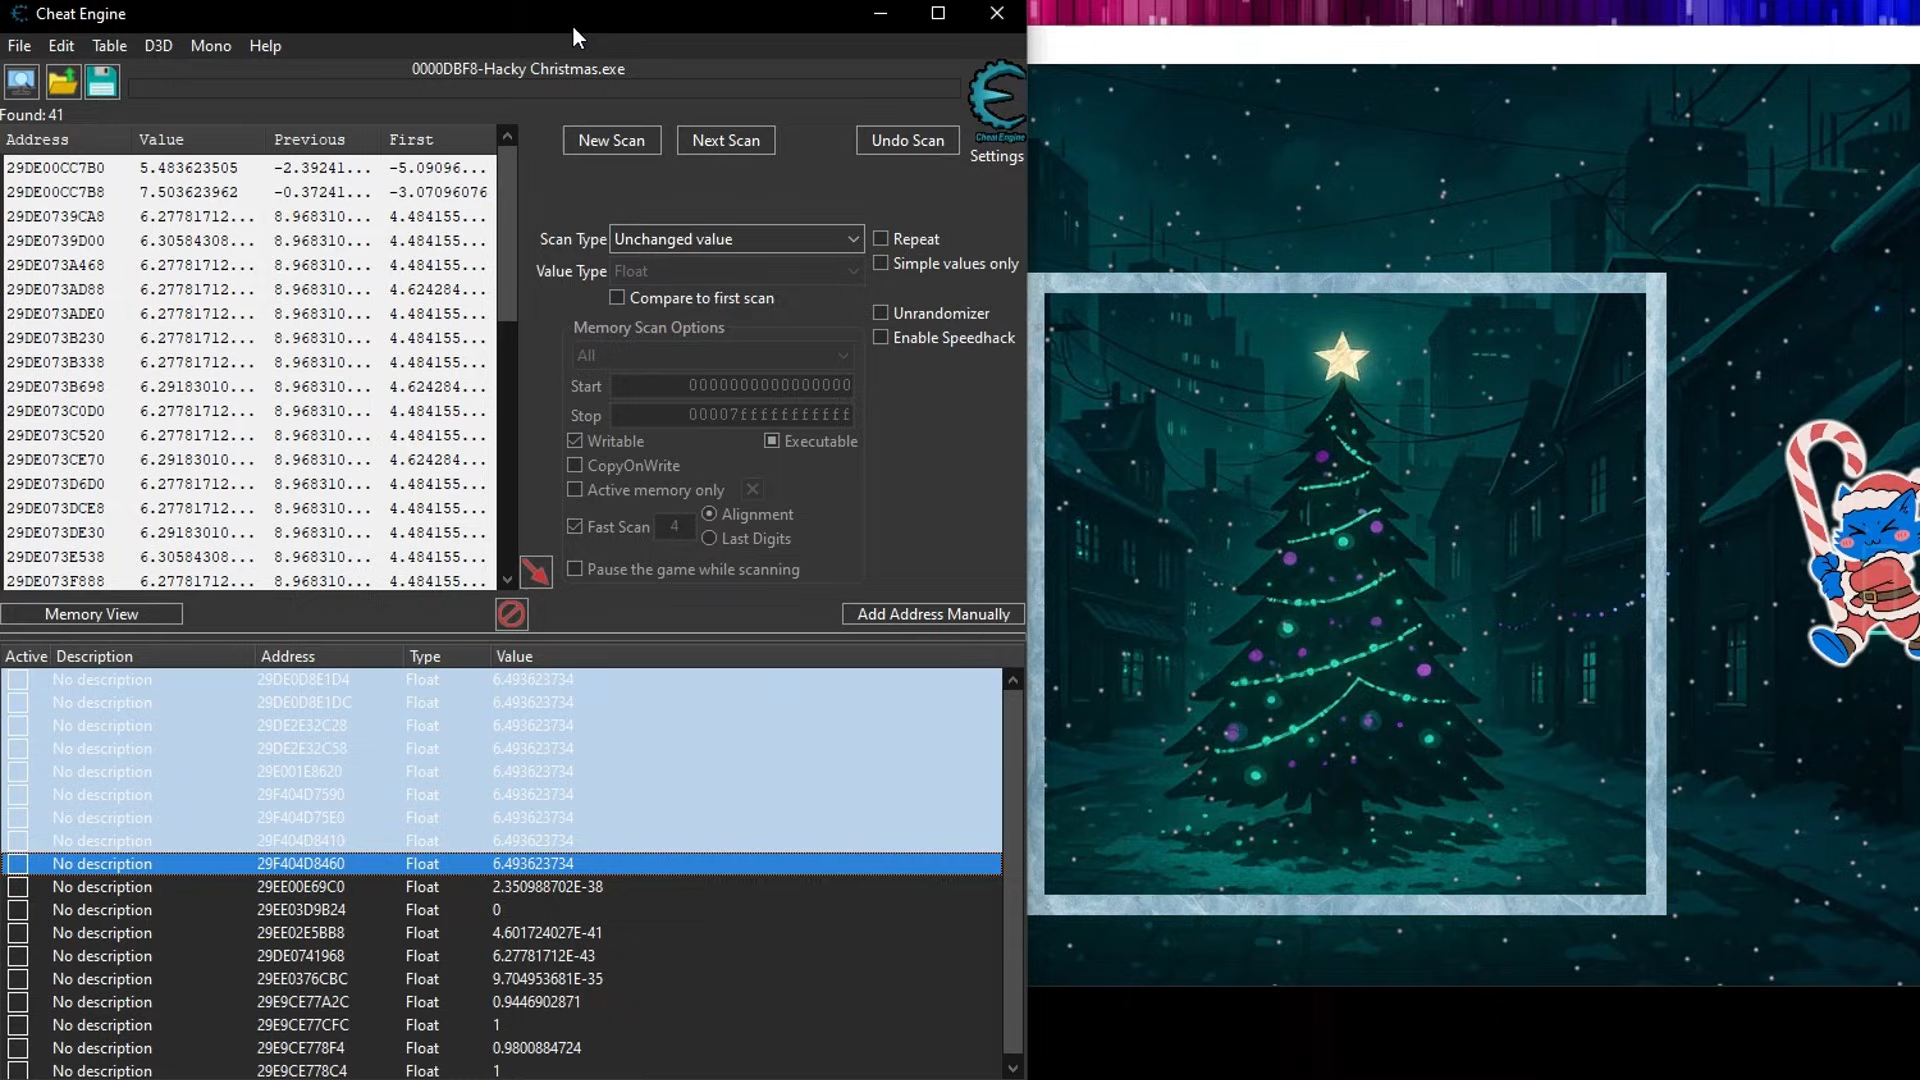 Cheat Engine
File Edit Table D3D Mono Help
0000DBF8-Hacky Christmas.exe
Found: 41
Address Value Previous First
29DE00CC7B0 5.483623505 -2.39241... -5.09096...
29DE00CC7B8 7.503623962 -0.37241... -3.07096076
29DE0739CA8 6.27781712... 8.968310... 4.484155...
29DE0739D00 6.30584308... 8.968310... 4.484155...
29DE073A468 6.27781712... 8.968310... 4.484155...
29DE073AD88 6.27781712... 8.968310... 4.624284...
29DE073ADE0 6.27781712... 8.968310... 4.484155...
29DE073B230 6.27781712... 8.968310... 4.484155...
29DE073B338 6.27781712... 8.968310... 4.484155...
29DE073B698 6.29183010... 8.968310... 4.624284...
29DE073C0D0 6.27781712... 8.968310... 4.484155...
29DE073C520 6.27781712... 8.968310... 4.484155...
29DE073CE70 6.29183010... 8.968310... 4.624284...
29DE073D6D0 6.27781712... 8.968310... 4.484155...
29DE073DCE8 6.27781712... 8.968310... 4.484155...
29DE073DE30 6.29183010... 8.968310... 4.484155...
29DE073E538 6.30584308... 8.968310... 4.484155...
29DE073F888 6.27781712... 8.968310... 4.484155...
New Scan Next Scan Undo Scan
Cheat Engine
Settings
Scan Type Unchanged value
Value Type Float
Compare to first scan
Repeat
Simple values only
Unrandomizer
Enable Speedhack
Memory Scan Options
All
Start 0000000000000000
Stop 00007fffffffffff
Writable Executable
CopyOnWrite
Active memory only
Fast Scan 4 Alignment
Last Digits
Pause the game while scanning
Memory View Add Address Manually
Active Description Address Type Value
No description 29DE0D8E1D4 Float 6.493623734
No description 29DE0D8E1DC Float 6.493623734
No description 29DE2E32C28 Float 6.493623734
No description 29DE2E32C58 Float 6.493623734
No description 29E001E8620 Float 6.493623734
No description 29F404D7590 Float 6.493623734
No description 29F404D75E0 Float 6.493623734
No description 29F404D8410 Float 6.493623734
No description 29F404D8460 Float 6.493623734
No description 29EE00E69C0 Float 2.350988702E-38
No description 29EE03D9B24 Float 0
No description 29EE02E5BB8 Float 4.601724027E-41
No description 29DE0741968 Float 6.27781712E-43
No description 29EE0376CBC Float 9.704953681E-35
No description 29E9CE77A2C Float 0.9446902871
No description 29E9CE77CFC Float 1
No description 29E9CE778F4 Float 0.9800884724
No description 29E9CE778C4 Float 1